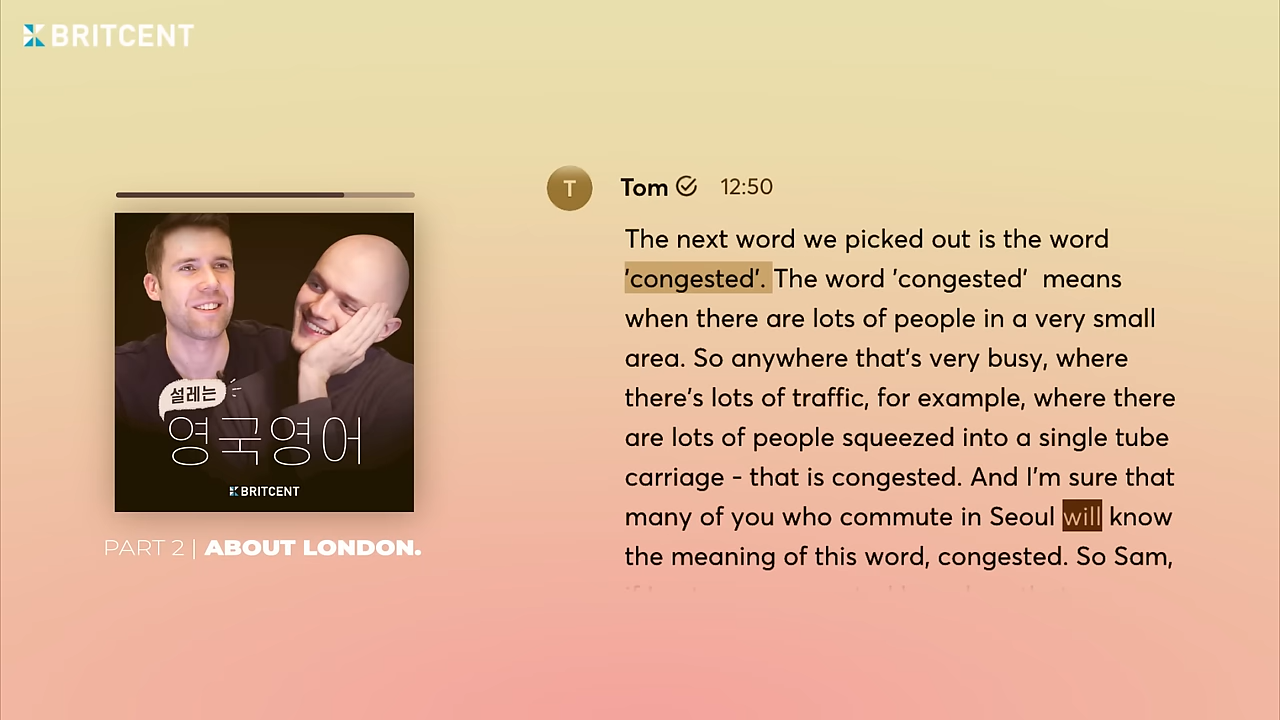 BRITCENT
설레는
영국영어
BRITCENT
PART 2 | ABOUT LONDON.
T
Tom 12:50
The next word we picked out is the word
'congested'. The word 'congested' means
when there are lots of people in a very small
area. So anywhere that's very busy, where
there's lots of traffic, for example, where there
are lots of people squeezed into a single tube
carriage - that is congested. And I'm sure that
many of you who commute in Seoul will know
the meaning of this word, congested. So Sam,